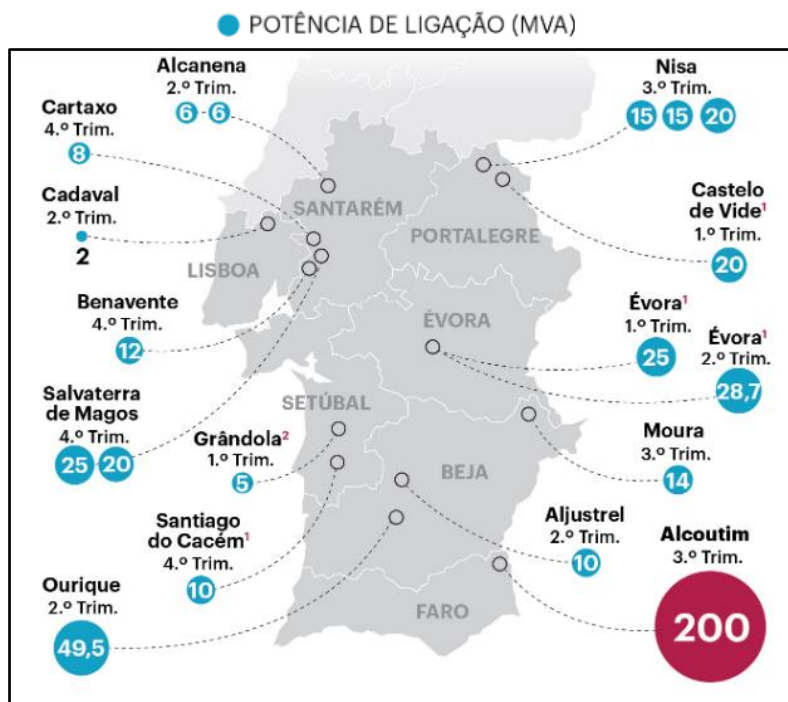 POTÊNCIA DE LIGAÇÃO (MVA)
Alcanena
2.º Trim.
6 6
Nisa
3.º Trim.
15 15 20
Cartaxo
4.º Trim.
8
Cadaval
2.º Trim.
2
SANTARÉM
PORTALEGRE
Castelo
de Vide¹
1.º Trim.
20
LISBOA
Benavente
4.º Trim.
12
ÉVORA
Évora¹
1.º Trim.
25
Évora¹
2.º Trim.
28,7
Salvaterra
de Magos
4.º Trim.
25 20
SETÚBAL
Grândola²
1.º Trim.
5
BEJA
Moura
3.º Trim.
14
Santiago
do Cacém¹
4.º Trim.
10
Aljustrel
2.º Trim.
10
Alcoutim
3.º Trim.
200
Ourique
2.º Trim.
49,5
FARO